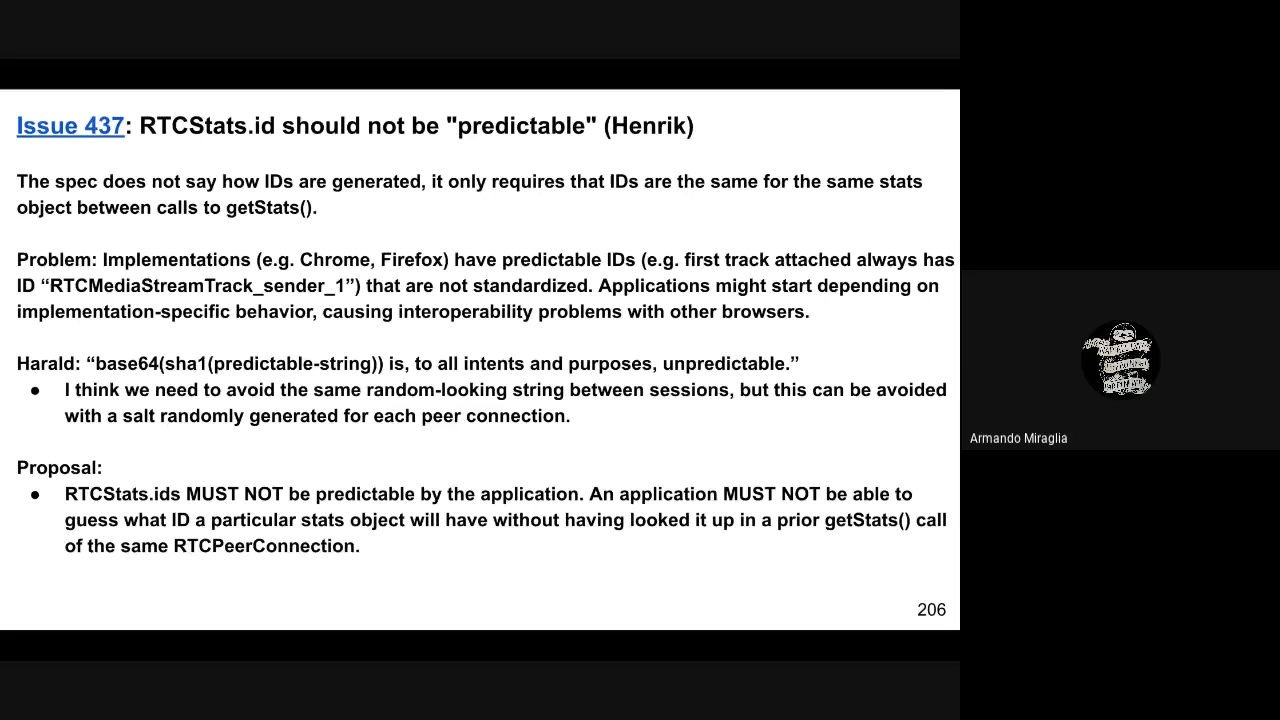 Issue 437: RTCStats.id should not be "predictable" (Henrik)
The spec does not say how IDs are generated, it only requires that IDs are the same for the same stats
object between calls to getStats().
Problem: Implementations (e.g. Chrome, Firefox) have predictable IDs (e.g. first track attached always has
ID “RTCMediaStreamTrack_sender_1”) that are not standardized. Applications might start depending on
implementation-specific behavior, causing interoperability problems with other browsers.
Harald: “base64(sha1(predictable-string)) is, to all intents and purposes, unpredictable.”
● I think we need to avoid the same random-looking string between sessions, but this can be avoided
with a salt randomly generated for each peer connection.
Proposal:
● RTCStats.ids MUST NOT be predictable by the application. An application MUST NOT be able to
guess what ID a particular stats object will have without having looked it up in a prior getStats() call
of the same RTCPeerConnection.
206
Armando Miraglia